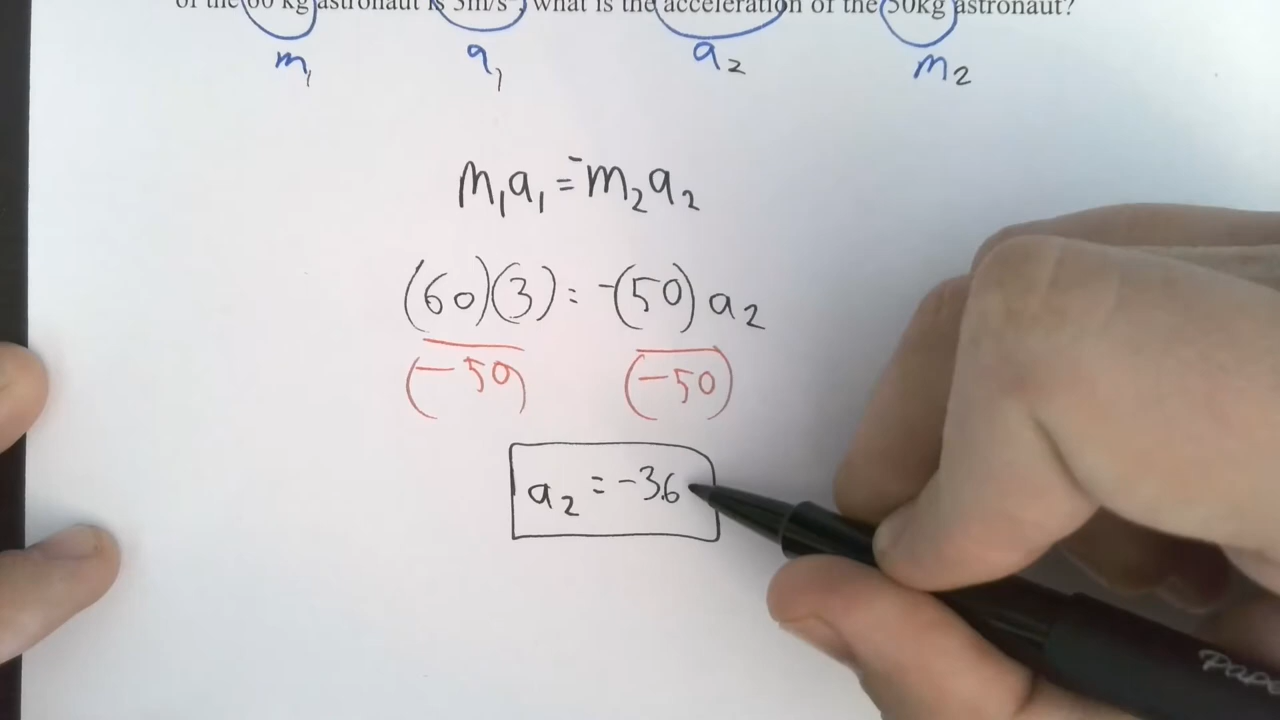 of the 60 kg astronaut is 3m/s², what is the acceleration of the 50kg astronaut?
m₁ a₁ a₂ m₂
m₁a₁ = -m₂a₂
(60)(3) = -(50) a₂
(-50) (-50)
a₂ = -3.6